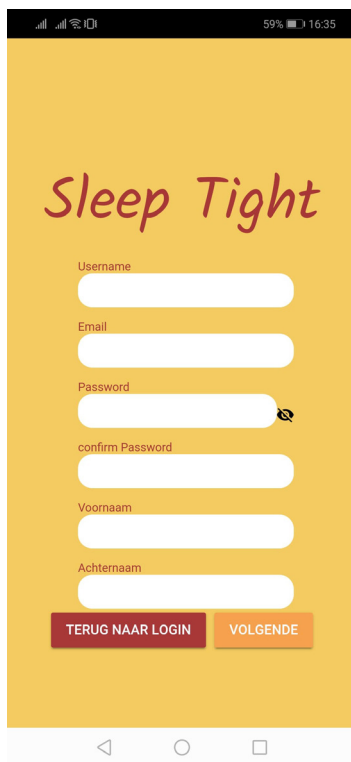 59% 16:35
Sleep Tight
Username
Email
Password
confirm Password
Voornaam
Achternaam
TERUG NAAR LOGIN VOLGENDE